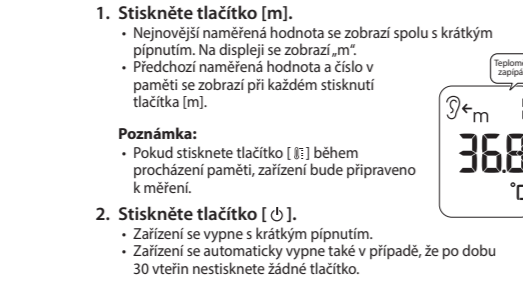 1. Stiskněte tlačítko [m].
• Nejnovější naměřená hodnota se zobrazí spolu s krátkým
pípnutím. Na displeji se zobrazí „m“.
• Předchozí naměřená hodnota a číslo v
paměti se zobrazí při každém stisknutí
tlačítka [m].
Poznámka:
• Pokud stisknete tlačítko [ ] během
procházení paměti, zařízení bude připraveno
k měření.
2. Stiskněte tlačítko [ ⏻ ].
• Zařízení se vypne s krátkým pípnutím.
• Zařízení se automaticky vypne také v případě, že po dobu
30 vteřin nestisknete žádné tlačítko.
m
36.8